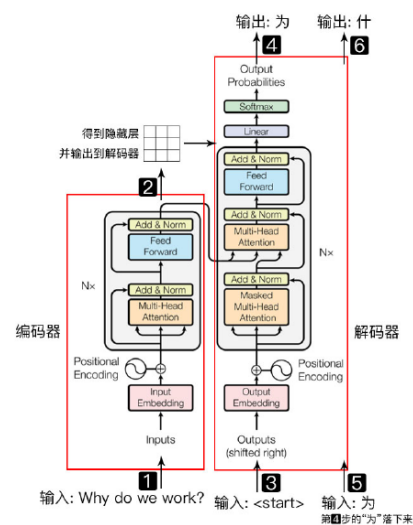 输出: 为
输出: 什
4
6
Output
Probabilities
Softmax
Linear
得到隐藏层
并输出到解码器
2
Add & Norm
Feed
Forward
Add & Norm
Multi-Head
Attention
Add & Norm
Feed
Forward
Nx
Add & Norm
Multi-Head
Attention
Nx
Add & Norm
Masked
Multi-Head
Attention
编码器
解码器
Positional
Encoding
Positional
Encoding
Input
Embedding
Output
Embedding
Inputs
Outputs
(shifted right)
1
3
5
输入: Why do we work?
输入: <start>
输入: 为
第4步的“为”落下来